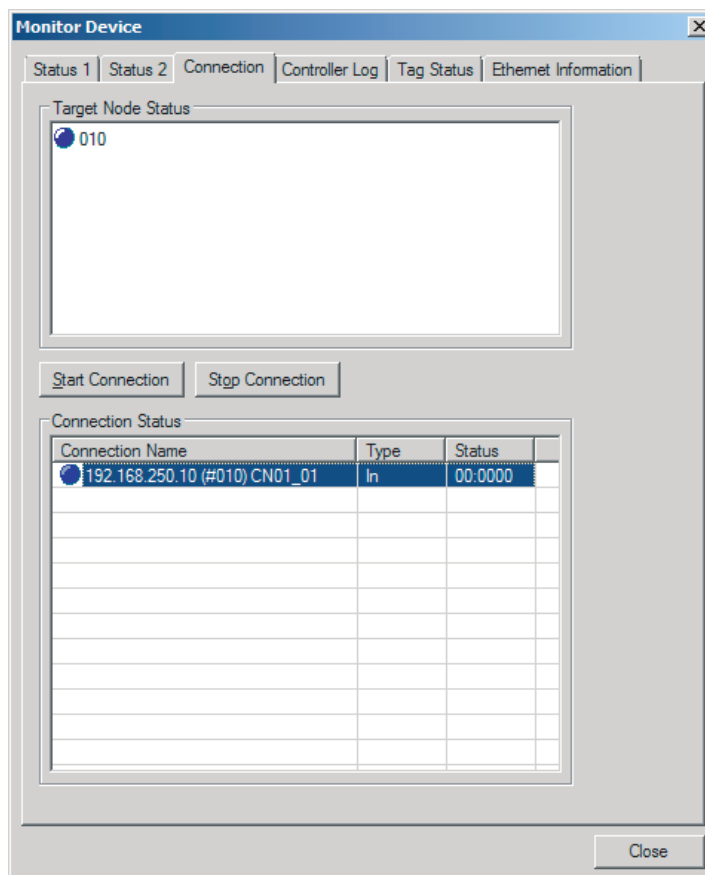 Monitor Device
Status 1 Status 2 Connection Controller Log Tag Status Ethernet Information
Target Node Status
010
Start Connection Stop Connection
Connection Status
Connection Name Type Status
192.168.250.10 (#010) CN01_01 In 00:0000
Close